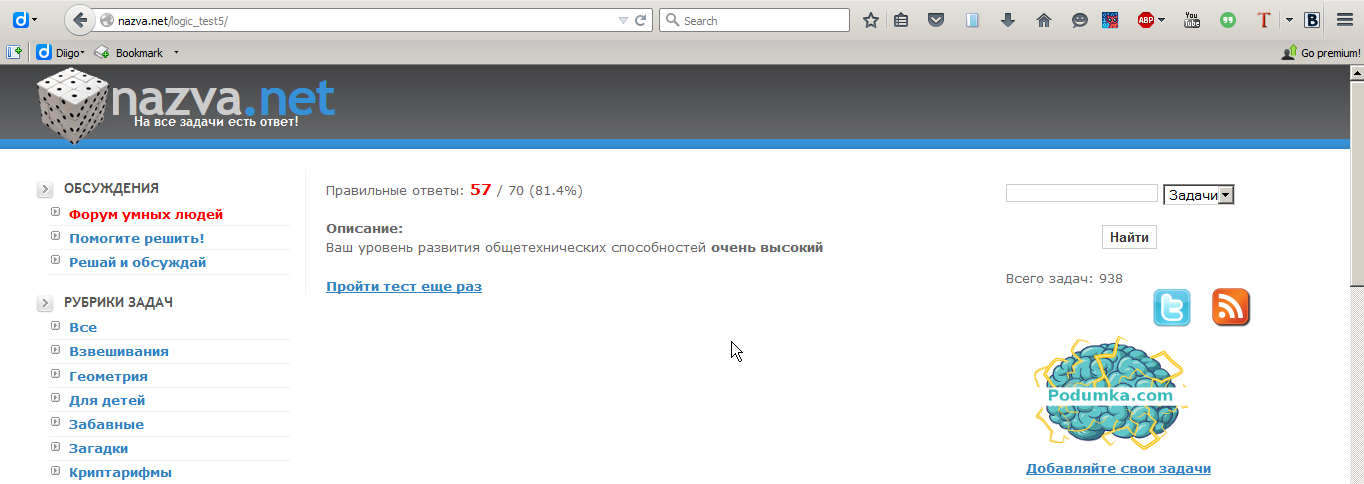 nazva.net/logic_test5/
Search
ABP
You Tube
T
B
d
Diigo
Bookmark
Go premium!
nazva.net
На все задачи есть ответ!
ОБСУЖДЕНИЯ
Форум умных людей
Помогите решить!
Решай и обсуждай
РУБРИКИ ЗАДАЧ
Все
Взвешивания
Геометрия
Для детей
Забавные
Загадки
Криптарифмы
Правильные ответы: 57 / 70 (81.4%)
Описание:
Ваш уровень развития общетехнических способностей очень высокий
Пройти тест еще раз
Задачи
Найти
Всего задач: 938
Podumka.com
Добавляйте свои задачи